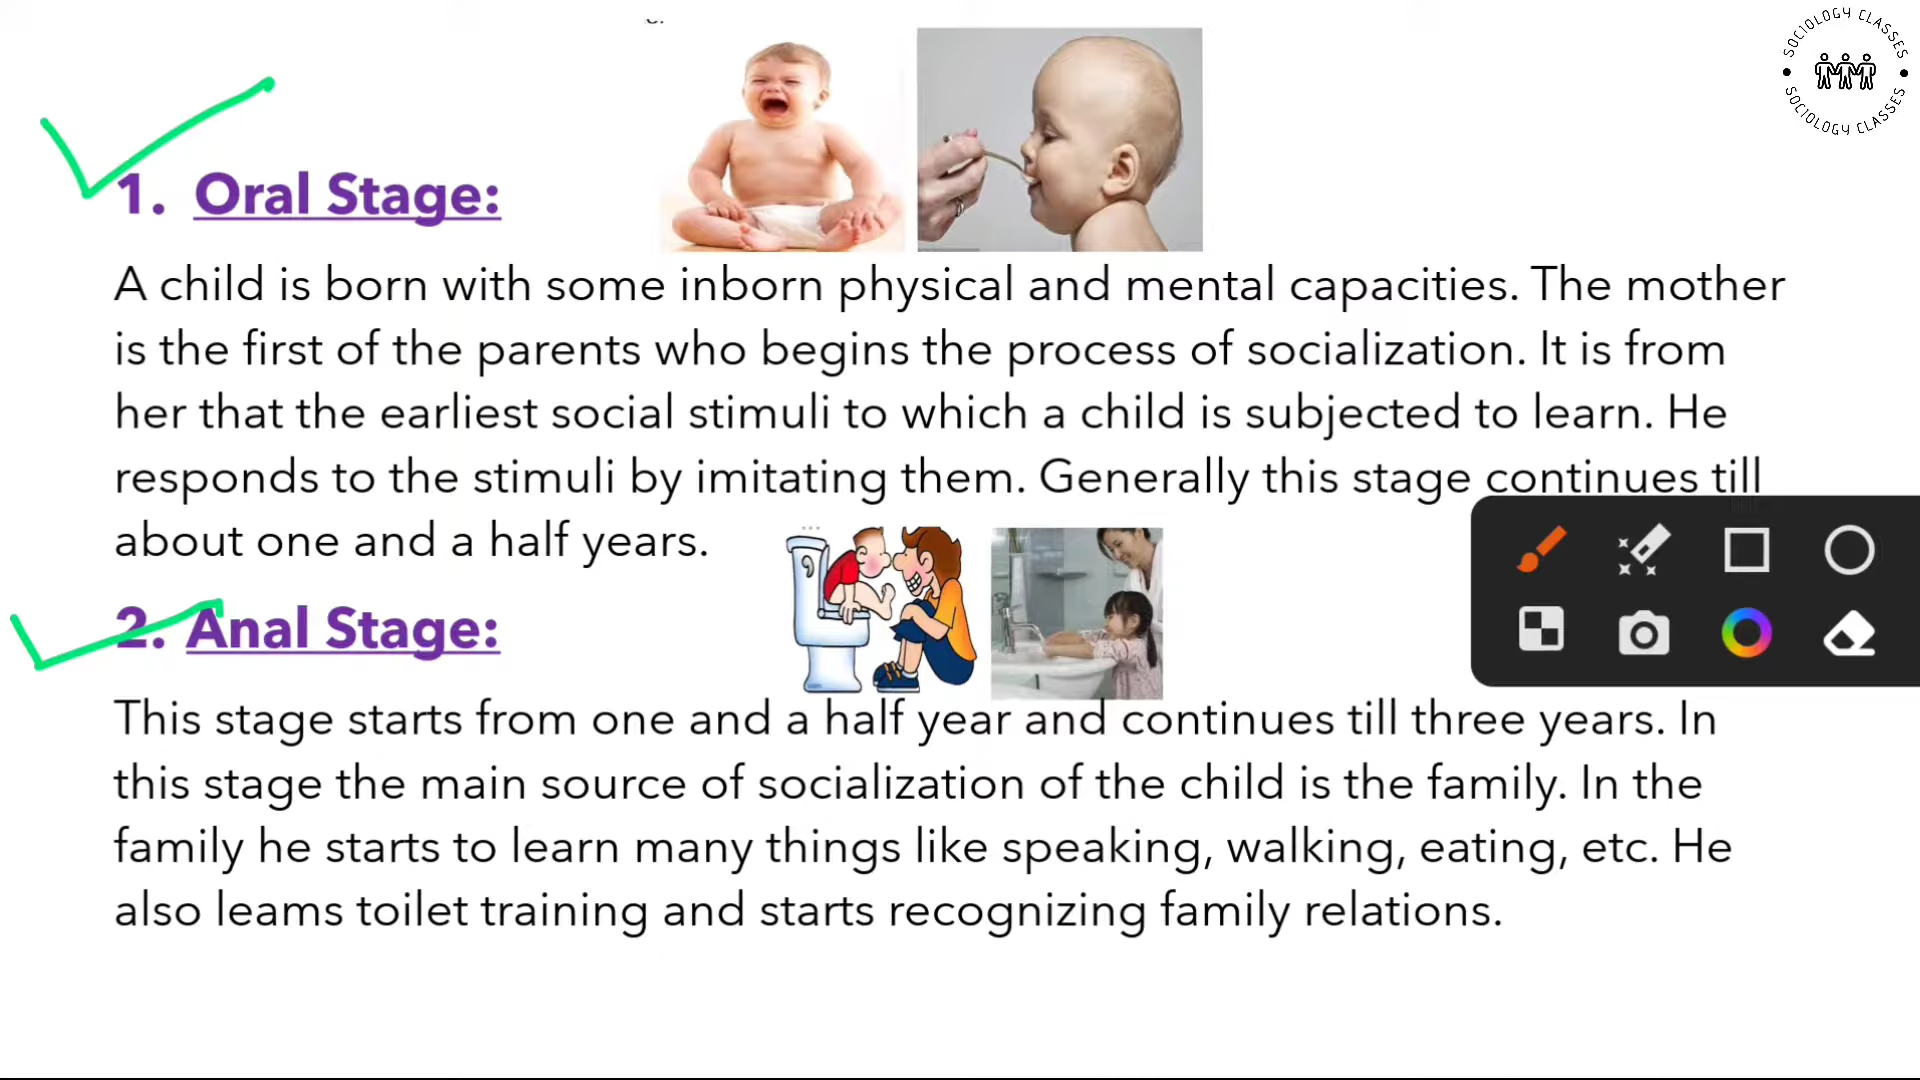 SOCIOLOGY CLASSES
SOCIOLOGY CLASSES
1. Oral Stage:
A child is born with some inborn physical and mental capacities. The mother
is the first of the parents who begins the process of socialization. It is from
her that the earliest social stimuli to which a child is subjected to learn. He
responds to the stimuli by imitating them. Generally this stage continues till
about one and a half years.
2. Anal Stage:
This stage starts from one and a half year and continues till three years. In
this stage the main source of socialization of the child is the family. In the
family he starts to learn many things like speaking, walking, eating, etc. He
also leams toilet training and starts recognizing family relations.